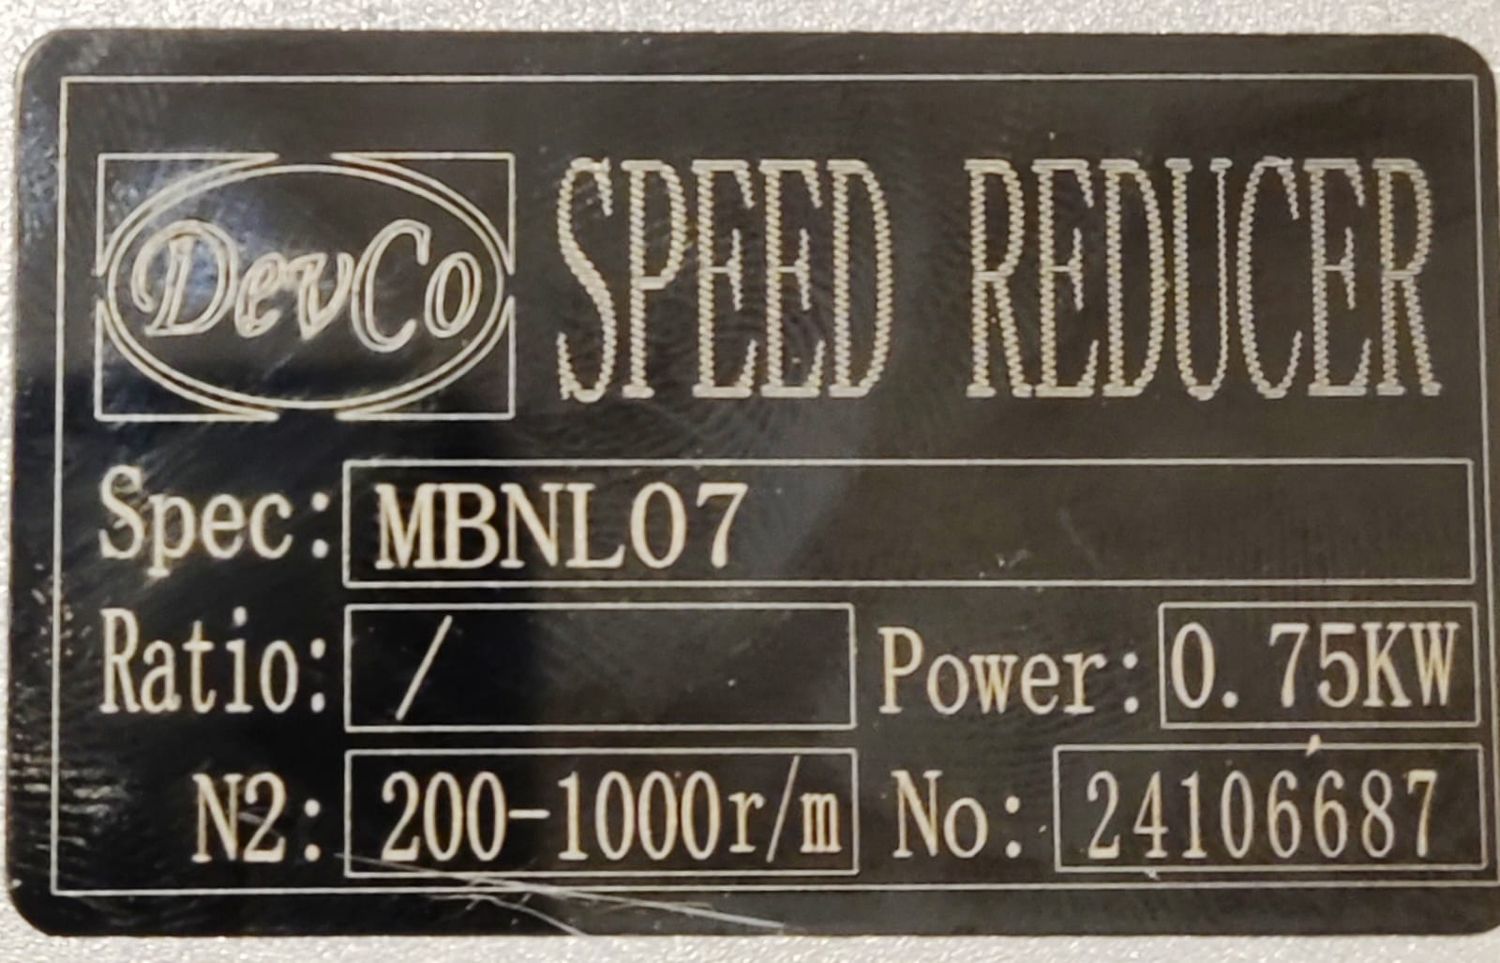 DevCo SPEED REDUCER
Spec: MBNL07
Ratio: / Power: 0.75KW
N2: 200-1000r/m No: 24106687